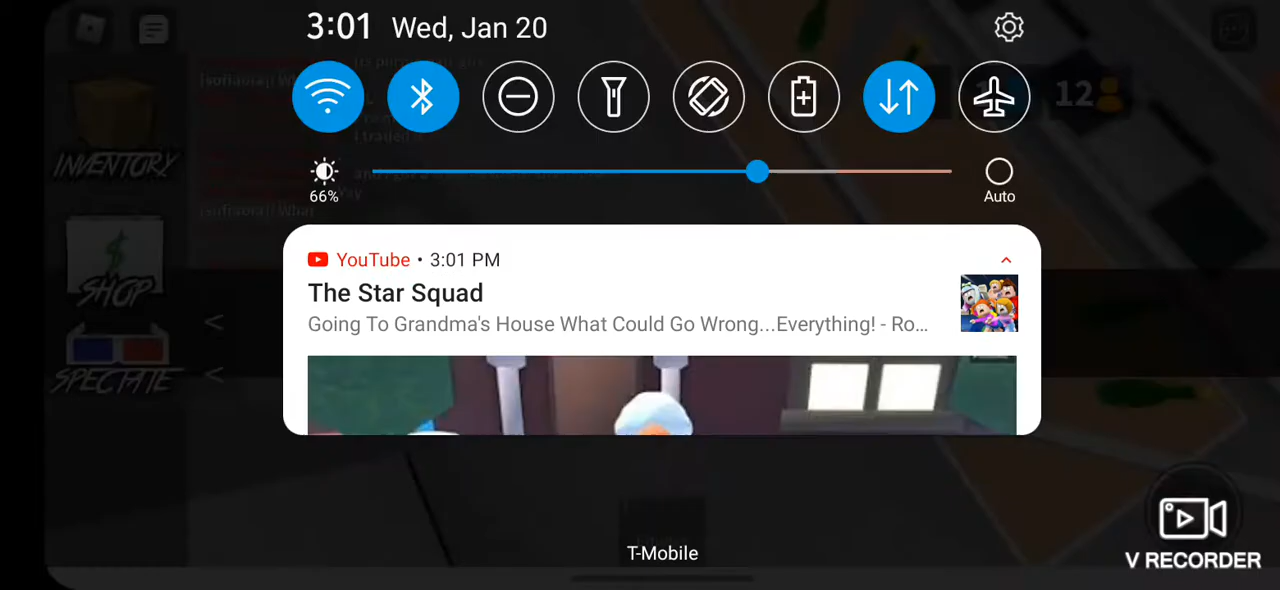 3:01 Wed, Jan 20
12
INVENTORY
i traded
66%
Auto
SHOP
YouTube • 3:01 PM
The Star Squad
Going To Grandma's House What Could Go Wrong...Everything! - Ro...
SPECTATE
T-Mobile
V RECORDER